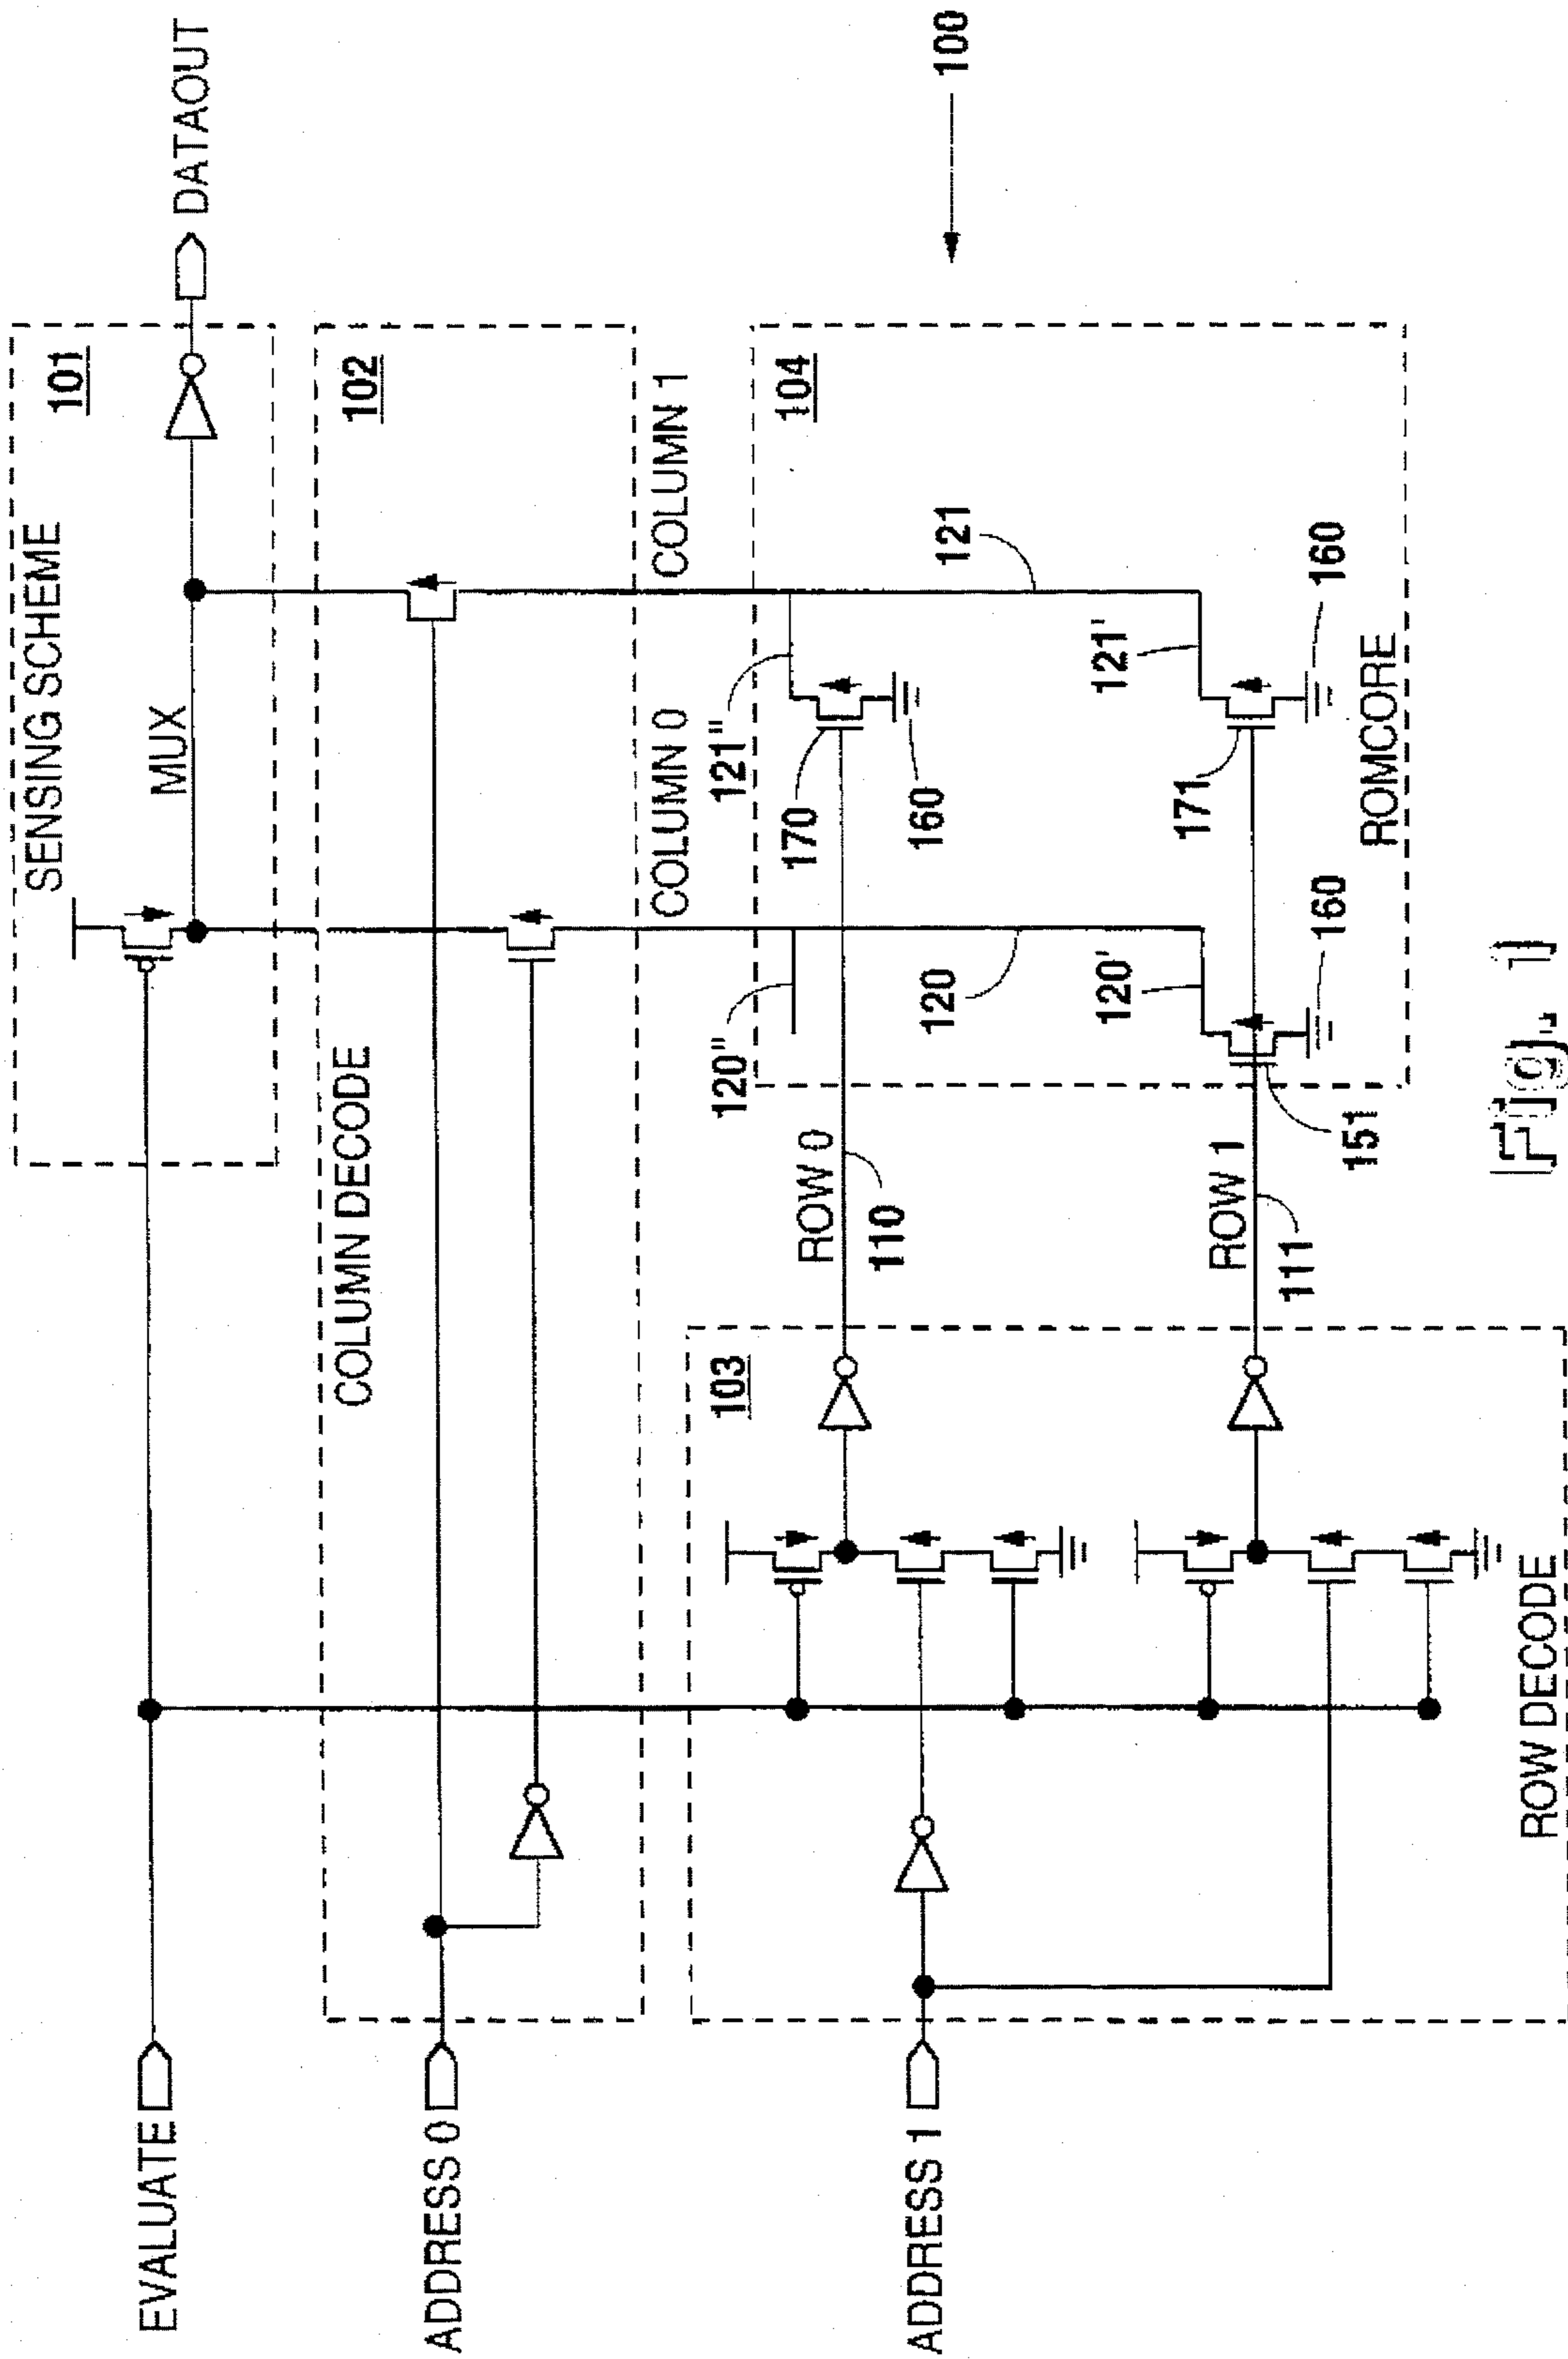 SENSING SCHEME
101
MUX
DATAOUT
EVALUATE
COLUMN DECODE
102
ADDRESS 0
COLUMN 0
COLUMN 1
103
ROW 0
110
120"
121"
170
160
104
100
ADDRESS 1
120
121
120'
121'
ROW 1
111
151
160
171
160
ROMCORE
ROW DECODE
Fig. 1